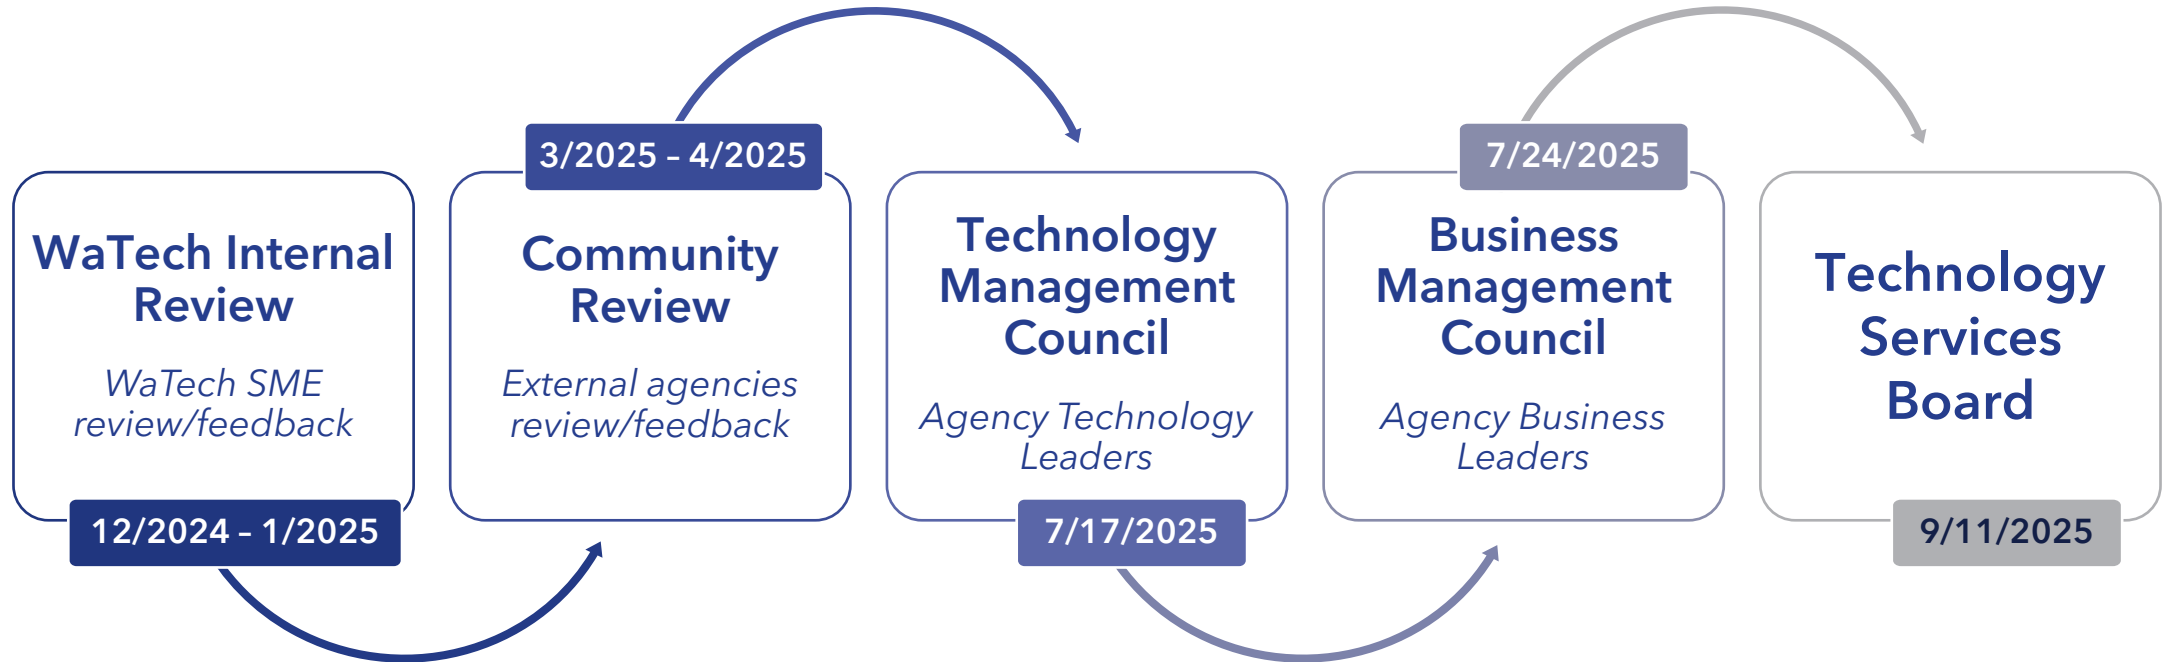 WaTech Internal
Review
WaTech SME
review/feedback
12/2024 – 1/2025
3/2025 – 4/2025
Community
Review
External agencies
review/feedback
Technology
Management
Council
Agency Technology
Leaders
7/17/2025
7/24/2025
Business
Management
Council
Agency Business
Leaders
Technology
Services
Board
9/11/2025